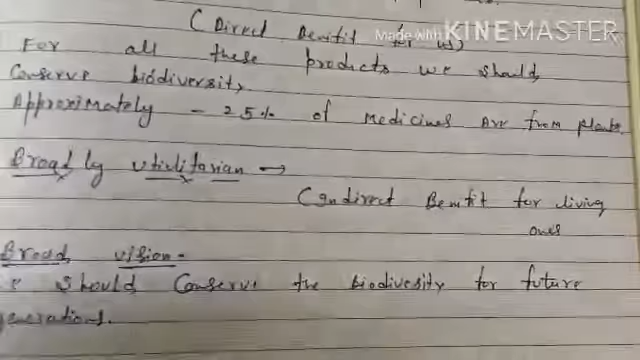 (Direct Benefit for us)
Made with KINEMASTER
For all these products we should
Conserve biodiversity.
Approximately - 25% of medicines are from plants.
Broadly utilitarian →
(Indirect Benefit for living
ones
Broad vision -
should Conserve the biodiversity for future
generations.